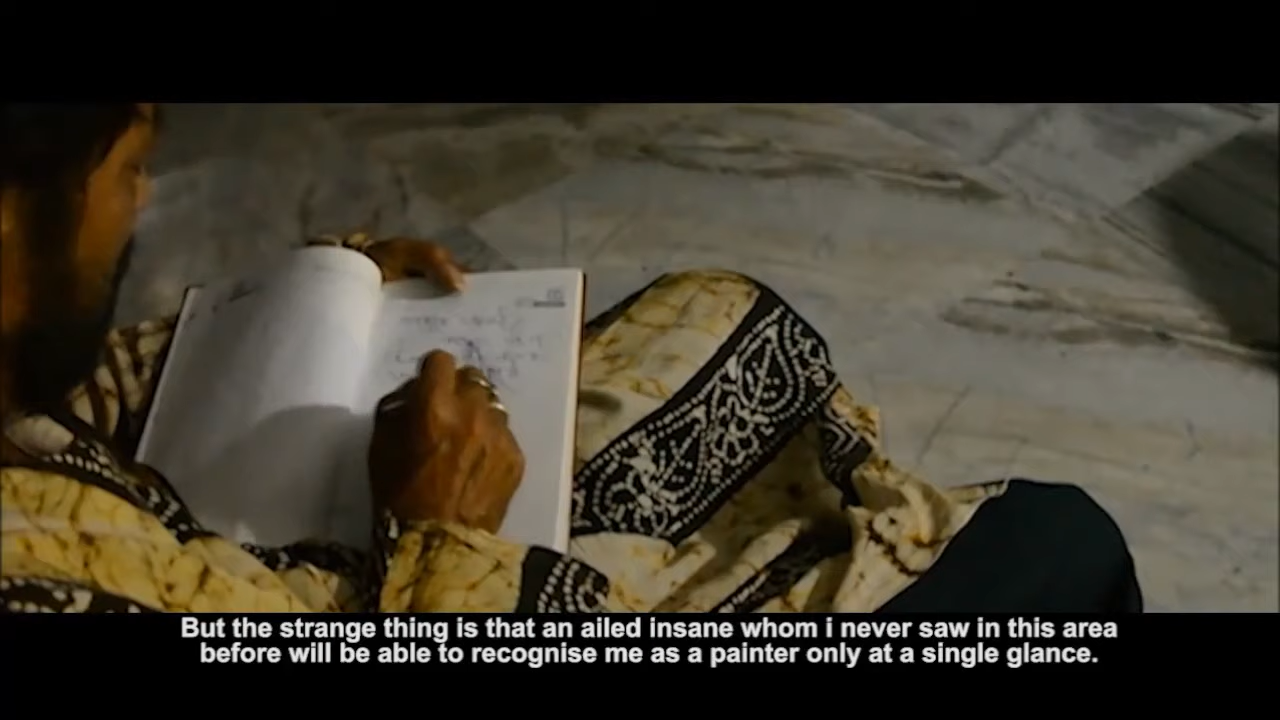 But the strange thing is that an ailed insane whom i never saw in this area
before will be able to recognise me as a painter only at a single glance.